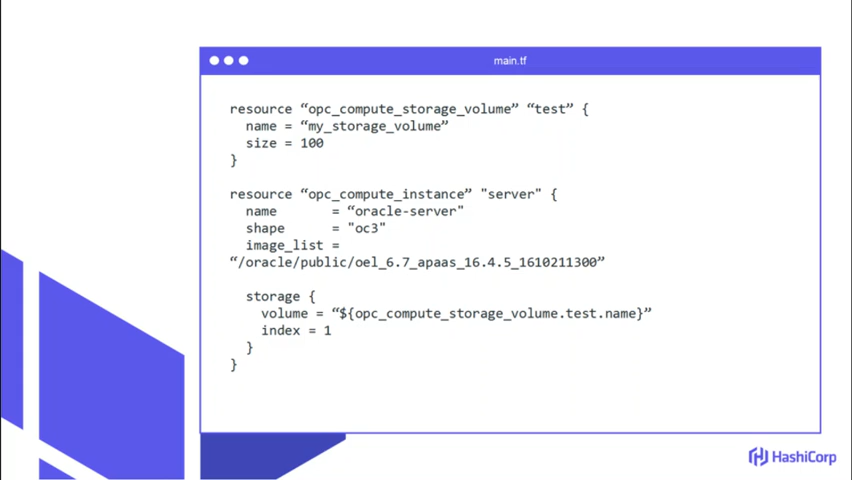 main.tf
resource “opc_compute_storage_volume” “test” {
  name = “my_storage_volume”
  size = 100
}
resource “opc_compute_instance” "server" {
  name       = “oracle-server"
  shape      = "oc3"
  image_list =
“/oracle/public/oel_6.7_apaas_16.4.5_1610211300”
  storage {
    volume = “${opc_compute_storage_volume.test.name}”
    index = 1
  }
}
HashiCorp